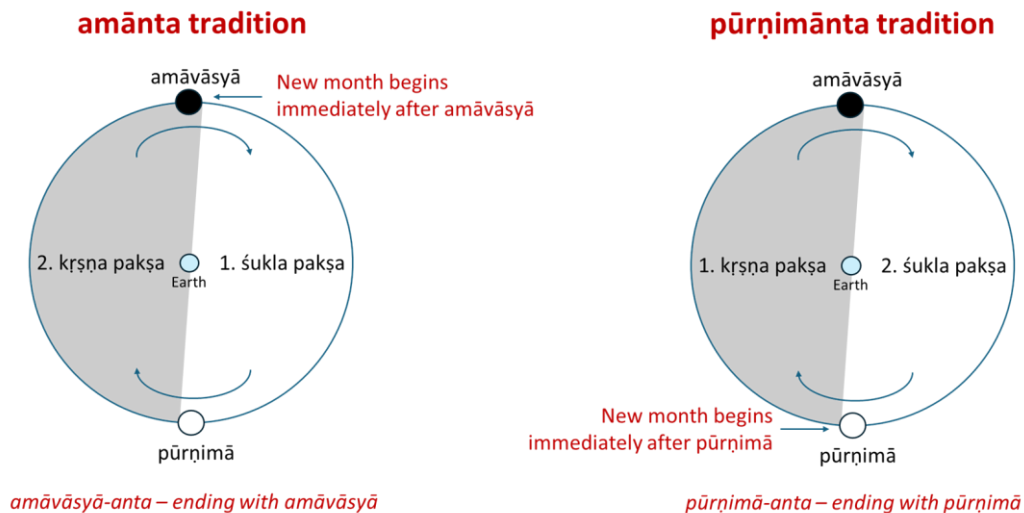 amānta tradition
amāvāsyā
New month begins
immediately after amāvāsyā
2. kṛṣṇa pakṣa
1. śukla pakṣa
Earth
pūrṇimā
amāvāsyā-anta – ending with amāvāsyā
pūrṇimānta tradition
amāvāsyā
1. kṛṣṇa pakṣa
2. śukla pakṣa
Earth
New month begins
immediately after pūrṇimā
pūrṇimā
pūrṇimā-anta – ending with pūrṇimā